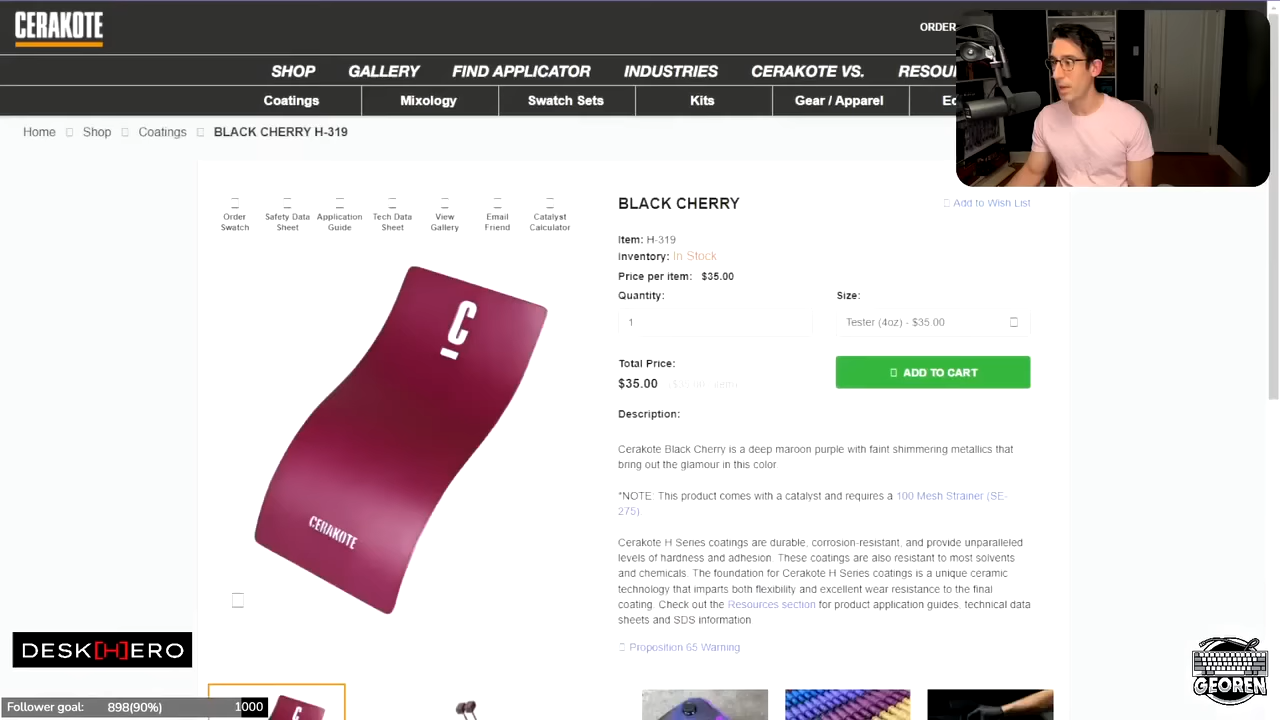 CERAKOTE
ORDER
SHOP GALLERY FIND APPLICATOR INDUSTRIES CERAKOTE VS. RESOU
Coatings Mixology Swatch Sets Kits Gear / Apparel
Home Shop Coatings BLACK CHERRY H-319
Order Swatch
Safety Data Sheet
Application Guide
Tech Data Sheet
View Gallery
Email Friend
Catalyst Calculator
C
CERAKOTE
BLACK CHERRY
Add to Wish List
Item: H-319
Inventory: In Stock
Price per item: $35.00
Quantity: Size:
1 Tester (4oz) - $35.00
Total Price:
$35.00
ADD TO CART
Description:
Cerakote Black Cherry is a deep maroon purple with faint shimmering metallics that
bring out the glamour in this color
*NOTE: This product comes with a catalyst and requires a 100 Mesh Strainer (SE-
275)
Cerakote H Series coatings are durable, corrosion-resistant, and provide unparalleled
levels of hardness and adhesion. These coatings are also resistant to most solvents
and chemicals. The foundation for Cerakote H Series coatings is a unique ceramic
technology that imparts both flexibility and excellent wear resistance to the final
coating. Check out the Resources section for product application guides, technical data
sheets and SDS information
Proposition 65 Warning
DESK[H]ERO
Follower goal: 898(90%) 1000
GEOREN